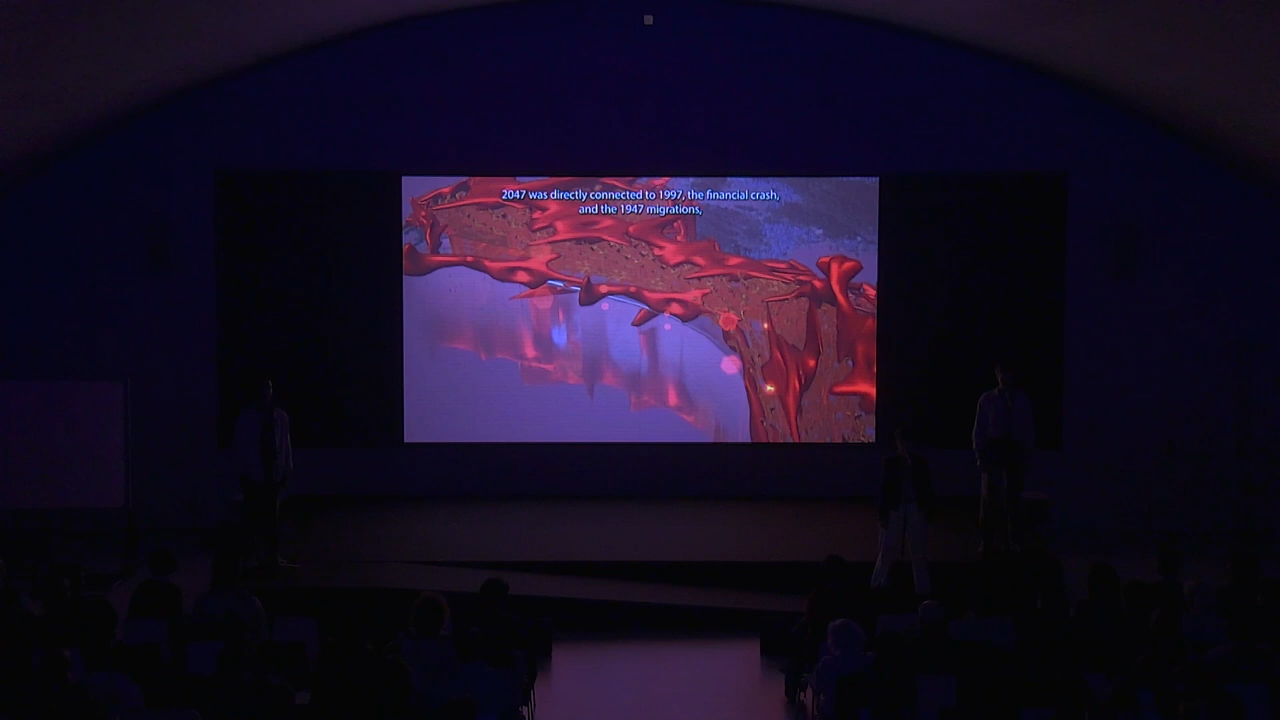 2047 was directly connected to 1997, the financial crash,
and the 1947 migrations,